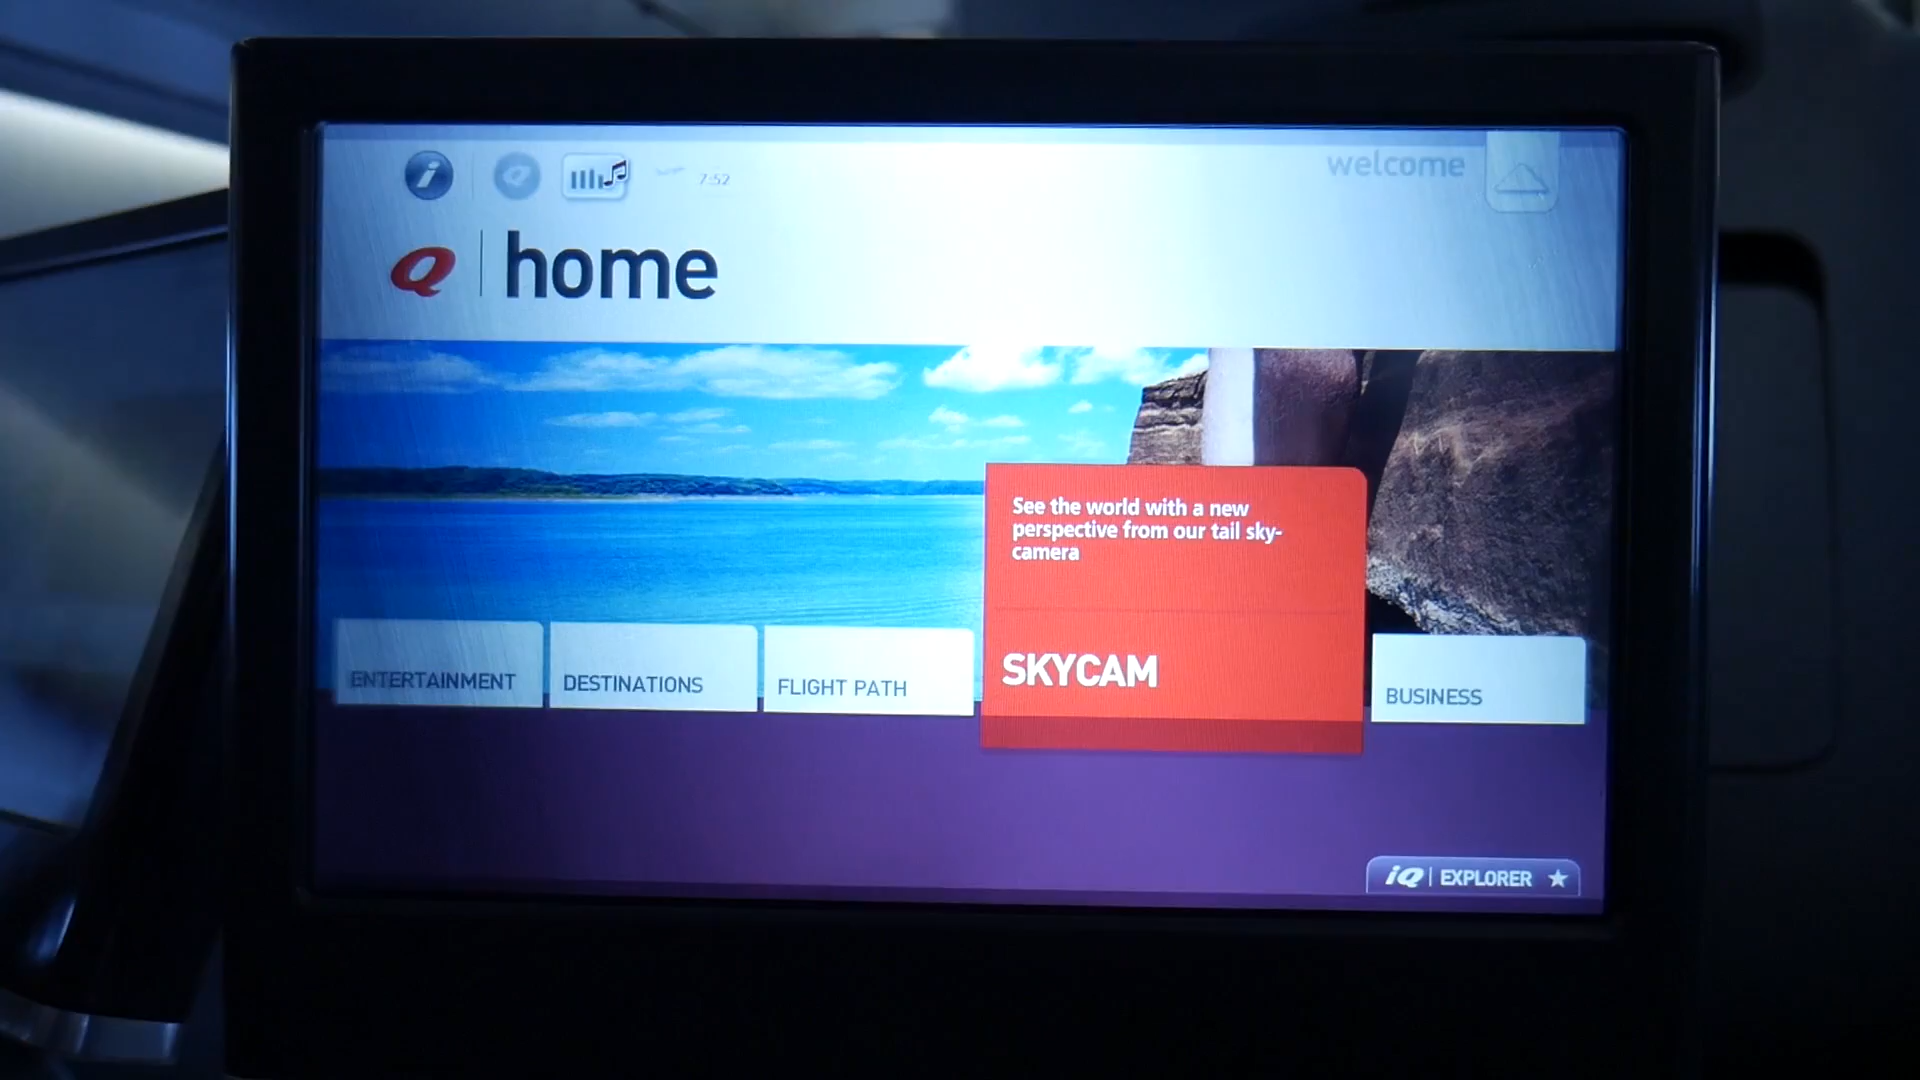 7:52
welcome
Q home
See the world with a new
perspective from our tail sky-
camera
ENTERTAINMENT
DESTINATIONS
FLIGHT PATH
SKYCAM
BUSINESS
iQ | EXPLORER